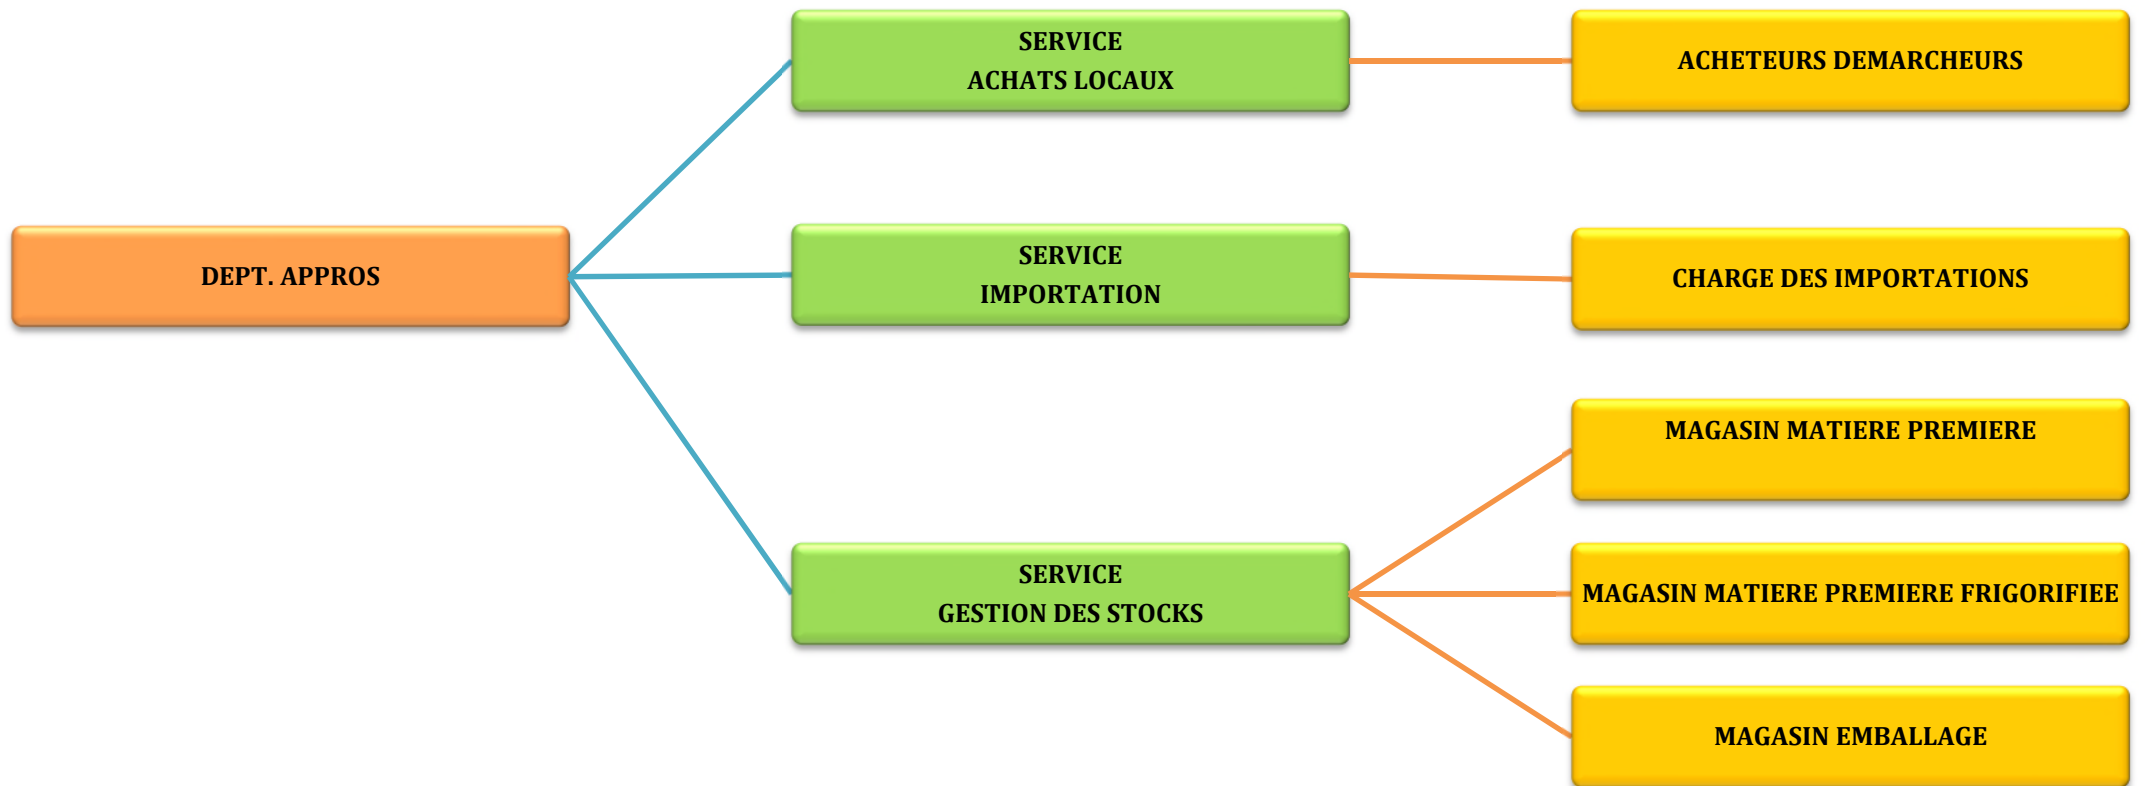 DEPT. APPROS
SERVICE
ACHATS LOCAUX
SERVICE
IMPORTATION
SERVICE
GESTION DES STOCKS
ACHETEURS DEMARCHEURS
CHARGE DES IMPORTATIONS
MAGASIN MATIERE PREMIERE
MAGASIN MATIERE PREMIERE FRIGORIFIEE
MAGASIN EMBALLAGE